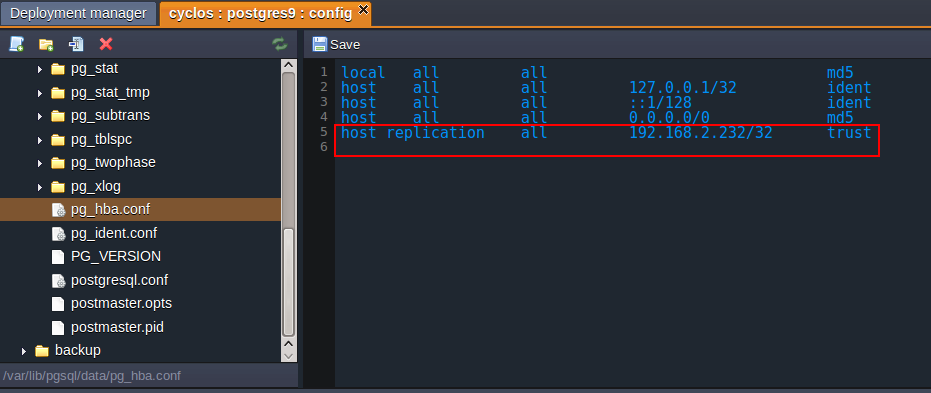 Deployment manager
cyclos : postgres9 : config
Save
pg_stat
pg_stat_tmp
pg_subtrans
pg_tblspc
pg_twophase
pg_xlog
pg_hba.conf
pg_ident.conf
PG_VERSION
postgresql.conf
postmaster.opts
postmaster.pid
backup
/var/lib/pgsql/data/pg_hba.conf
1 local all all md5
2 host all all 127.0.0.1/32 ident
3 host all all ::1/128 ident
4 host all all 0.0.0.0/0 md5
5 host replication all 192.168.2.232/32 trust
6